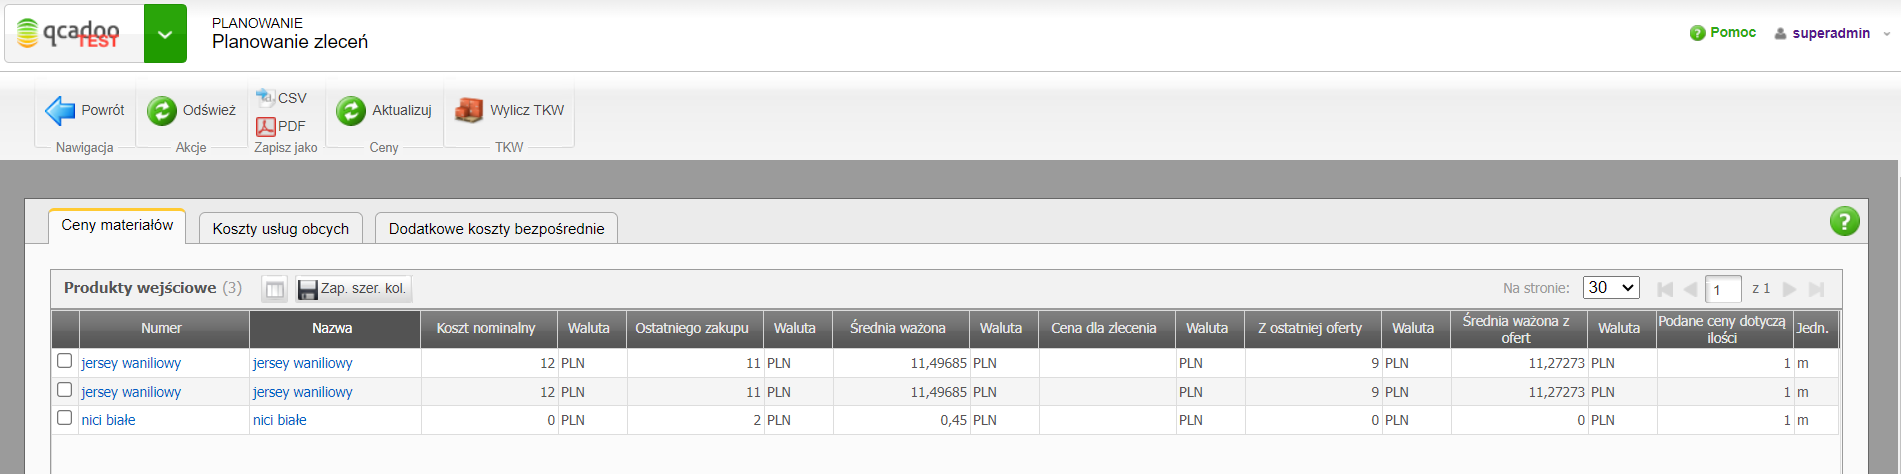 qcadoo
TEST
PLANOWANIE
Planowanie zleceń
Pomoc
superadmin
Powrót
Nawigacja
Odśwież
Akcje
CSV
PDF
Zapisz jako
Aktualizuj
Ceny
Wylicz TKW
TKW
Ceny materiałów
Koszty usług obcych
Dodatkowe koszty bezpośrednie
Produkty wejściowe (3)
Zap. szer. kol.
Na stronie: 30
1 z 1
Numer Nazwa Koszt nominalny Waluta Ostatniego zakupu Waluta Średnia ważona Waluta Cena dla zlecenia Waluta Z ostatniej oferty Waluta Średnia ważona z ofert Waluta Podane ceny dotyczą ilości Jedn.
jersey waniliowy jersey waniliowy 12 PLN 11 PLN 11,49685 PLN PLN 9 PLN 11,27273 PLN 1 m
jersey waniliowy jersey waniliowy 12 PLN 11 PLN 11,49685 PLN PLN 9 PLN 11,27273 PLN 1 m
nici białe nici białe 0 PLN 2 PLN 0,45 PLN PLN 0 PLN 0 PLN 1 m